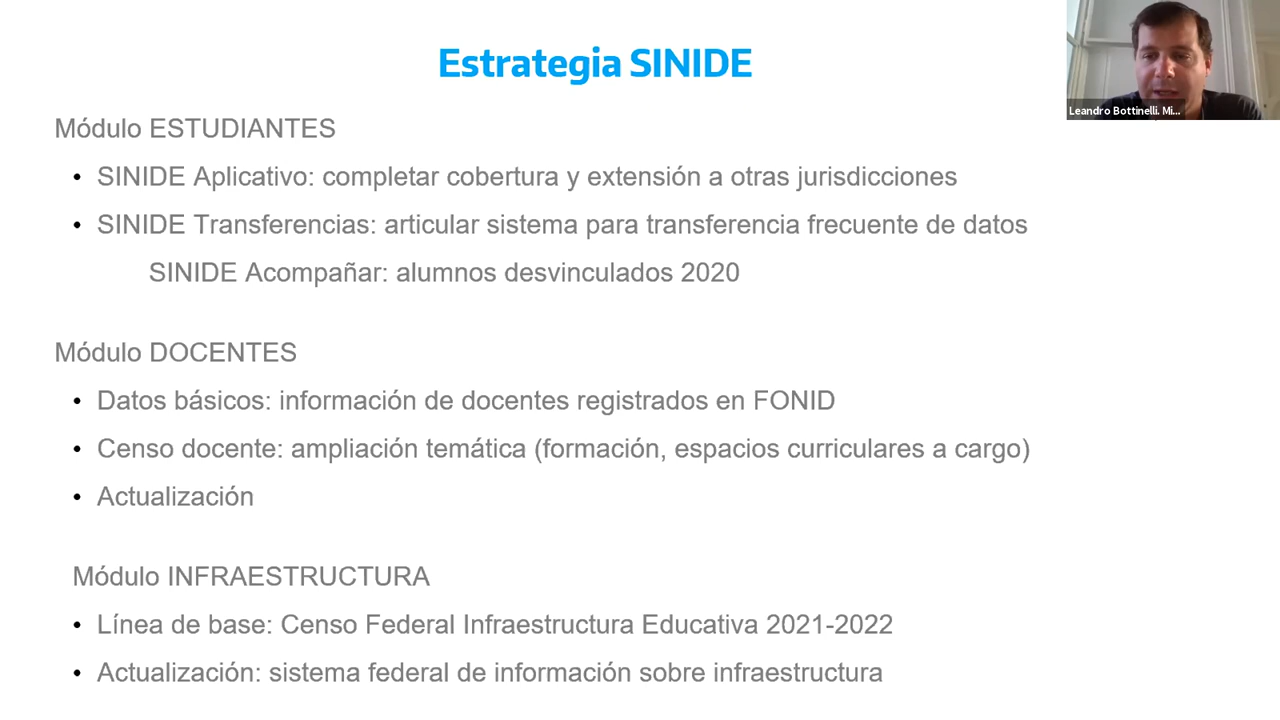 Estrategia SINIDE
Leandro Bottinelli. Mi...
Módulo ESTUDIANTES
• SINIDE Aplicativo: completar cobertura y extensión a otras jurisdicciones
• SINIDE Transferencias: articular sistema para transferencia frecuente de datos
SINIDE Acompañar: alumnos desvinculados 2020
Módulo DOCENTES
• Datos básicos: información de docentes registrados en FONID
• Censo docente: ampliación temática (formación, espacios curriculares a cargo)
• Actualización
Módulo INFRAESTRUCTURA
• Línea de base: Censo Federal Infraestructura Educativa 2021-2022
• Actualización: sistema federal de información sobre infraestructura